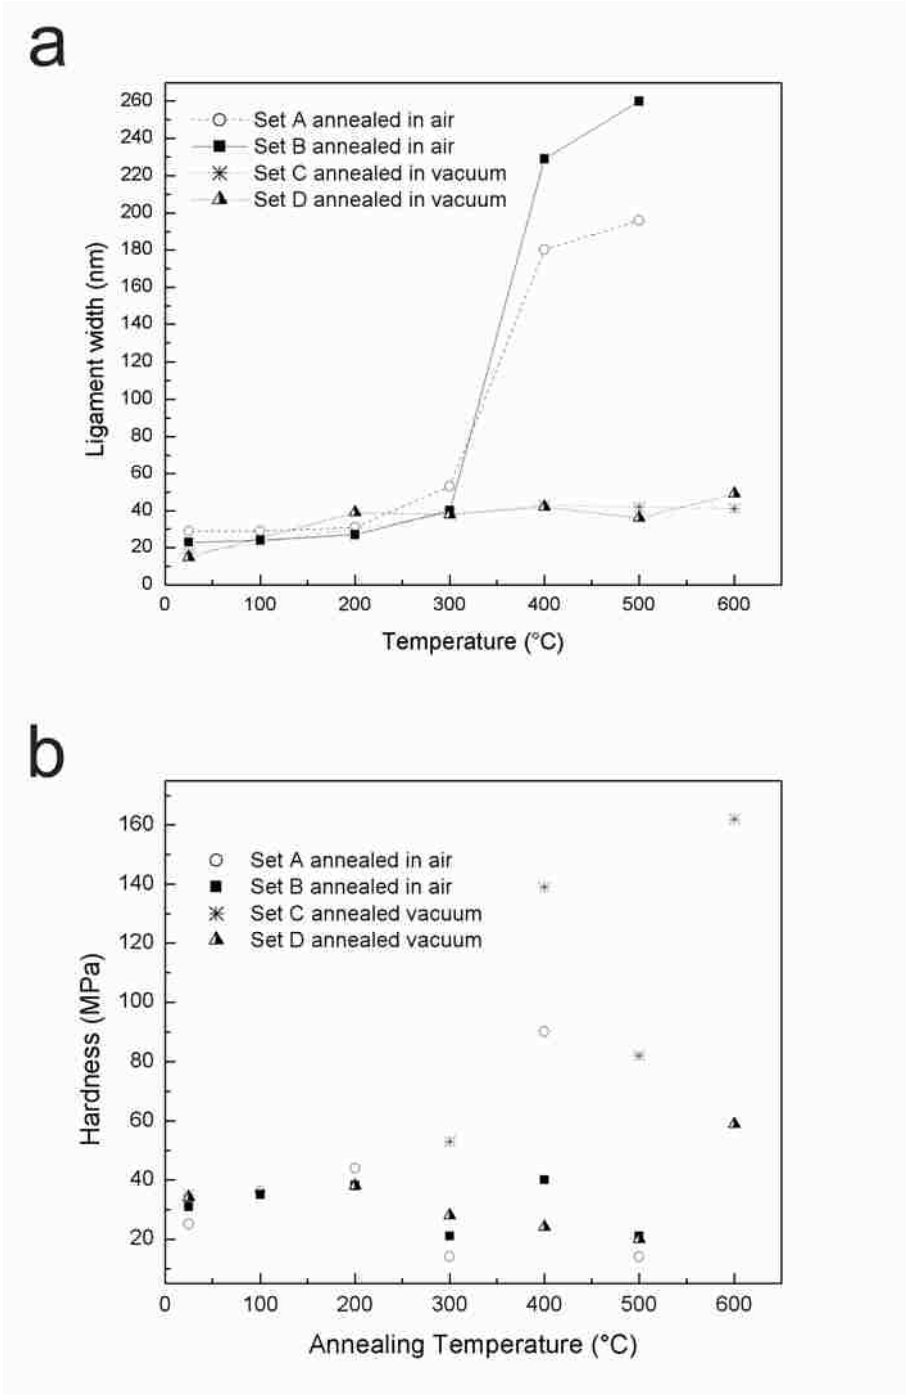 a
260
240
220
200
180
160
140
120
100
80
60
40
20
0
Ligament width (nm)
Set A annealed in air
Set B annealed in air
Set C annealed in vacuum
Set D annealed in vacuum
0 100 200 300 400 500 600
Temperature (°C)
b
160
140
120
100
80
60
40
20
Hardness (MPa)
Set A annealed in air
Set B annealed in air
Set C annealed vacuum
Set D annealed vacuum
0 100 200 300 400 500 600
Annealing Temperature (°C)